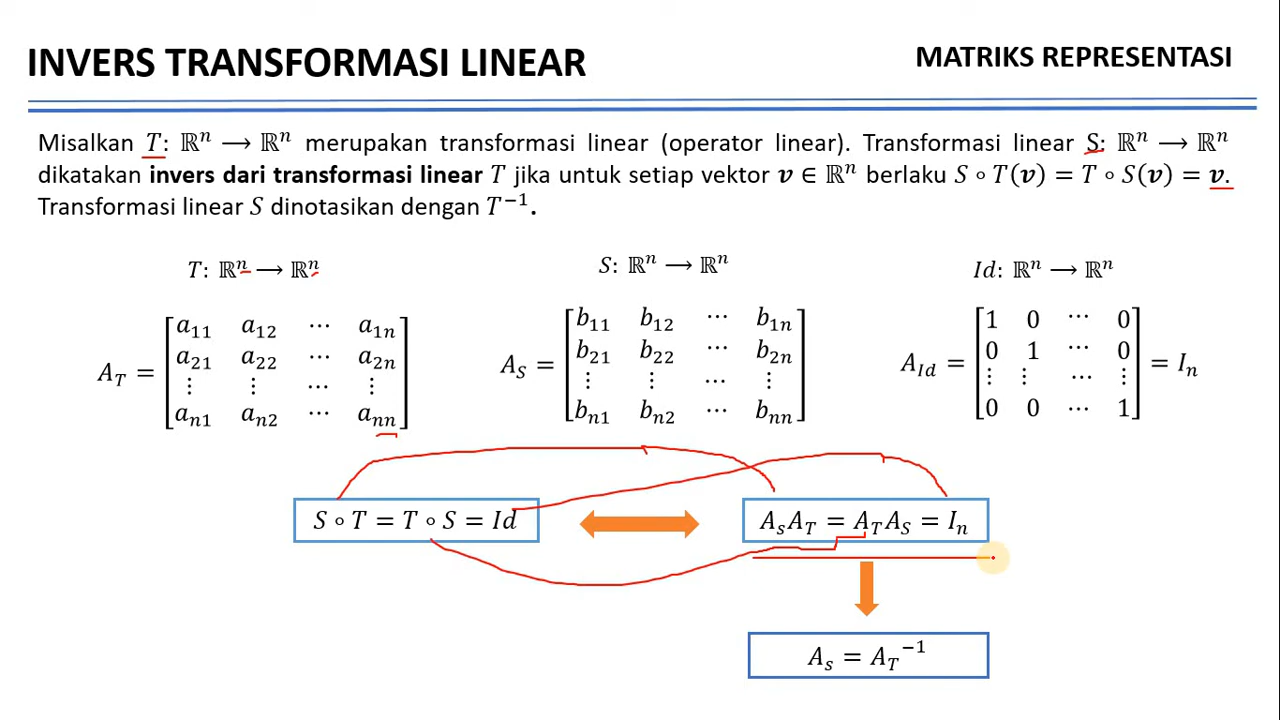 INVERS TRANSFORMASI LINEAR
MATRIKS REPRESENTASI
Misalkan T: ℝⁿ ⟶ ℝⁿ merupakan transformasi linear (operator linear). Transformasi linear S: ℝⁿ ⟶ ℝⁿ
dikatakan invers dari transformasi linear T jika untuk setiap vektor v ∈ ℝⁿ berlaku S ∘ T(v) = T ∘ S(v) = v.
Transformasi linear S dinotasikan dengan T⁻¹.
T: ℝⁿ ⟶ ℝⁿ
A_T = [a₁₁ a₁₂ ⋯ a₁ₙ
a₂₁ a₂₂ ⋯ a₂ₙ
⋮ ⋮ ⋯ ⋮
aₙ₁ aₙ₂ ⋯ aₙₙ]
S: ℝⁿ ⟶ ℝⁿ
A_S = [b₁₁ b₁₂ ⋯ b₁ₙ
b₂₁ b₂₂ ⋯ b₂ₙ
⋮ ⋮ ⋯ ⋮
bₙ₁ bₙ₂ ⋯ bₙₙ]
Id: ℝⁿ ⟶ ℝⁿ
A_Id = [1 0 ⋯ 0
0 1 ⋯ 0
⋮ ⋮ ⋯ ⋮
0 0 ⋯ 1] = Iₙ
S ∘ T = T ∘ S = Id
A_s A_T = A_T A_S = Iₙ
A_s = A_T⁻¹